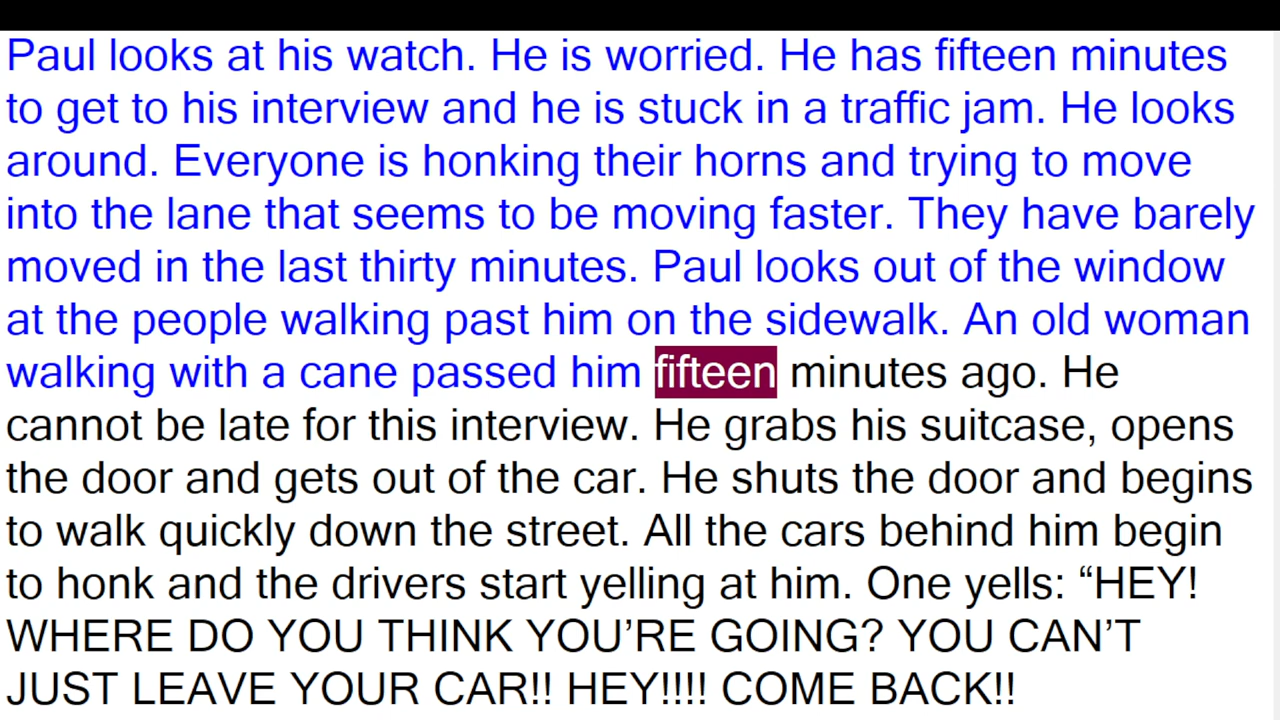 Paul looks at his watch. He is worried. He has fifteen minutes
to get to his interview and he is stuck in a traffic jam. He looks
around. Everyone is honking their horns and trying to move
into the lane that seems to be moving faster. They have barely
moved in the last thirty minutes. Paul looks out of the window
at the people walking past him on the sidewalk. An old woman
walking with a cane passed him fifteen minutes ago. He
cannot be late for this interview. He grabs his suitcase, opens
the door and gets out of the car. He shuts the door and begins
to walk quickly down the street. All the cars behind him begin
to honk and the drivers start yelling at him. One yells: “HEY!
WHERE DO YOU THINK YOU’RE GOING? YOU CAN’T
JUST LEAVE YOUR CAR!! HEY!!!! COME BACK!!